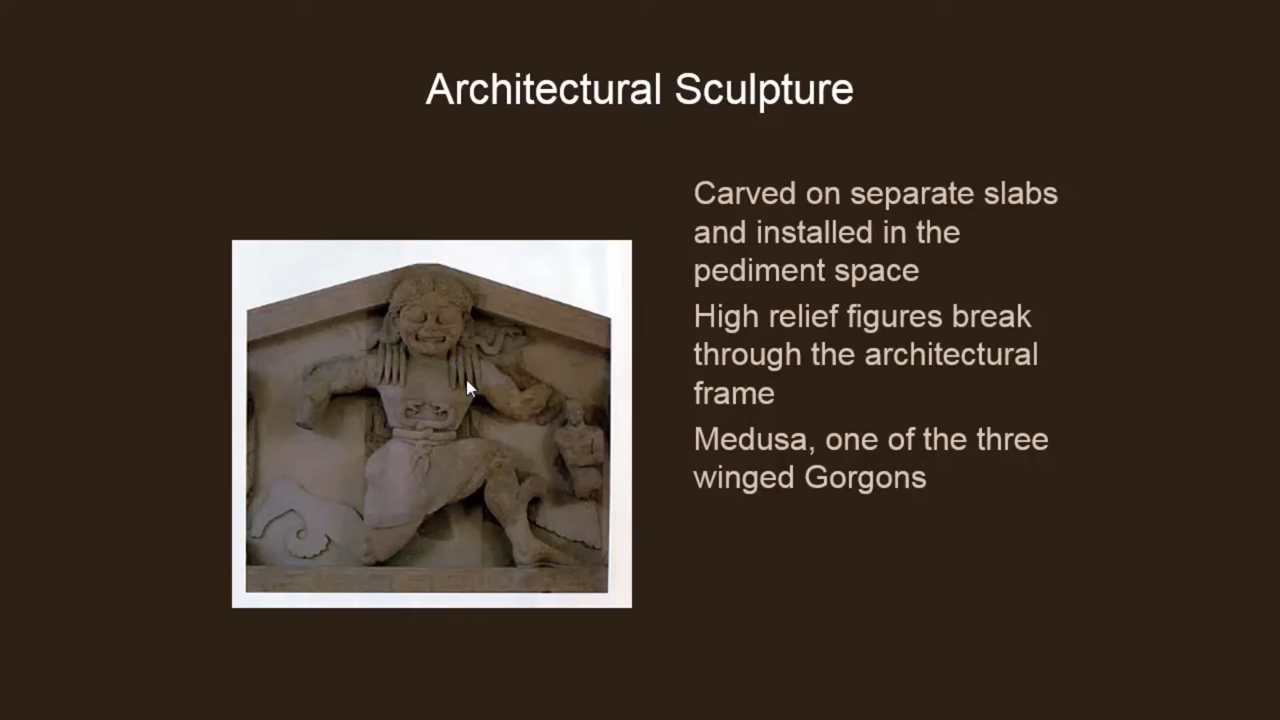 Architectural Sculpture
Carved on separate slabs
and installed in the
pediment space
High relief figures break
through the architectural
frame
Medusa, one of the three
winged Gorgons